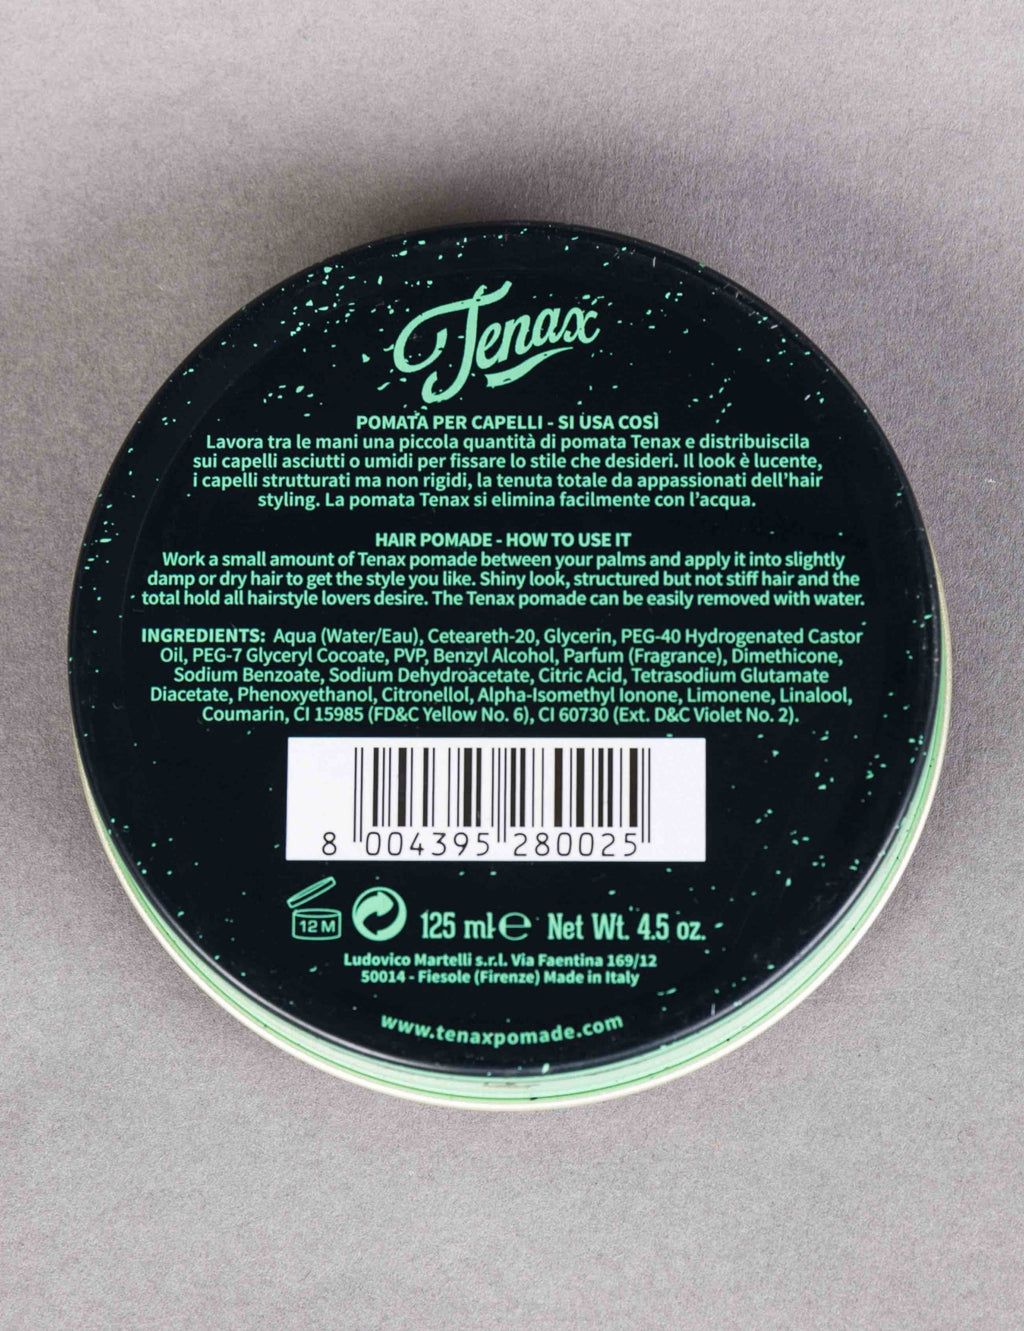 Tenax
POMATA PER CAPELLI - SI USA COSÌ
Lavora tra le mani una piccola quantità di pomata Tenax e distribuiscila
sui capelli asciutti o umidi per fissare lo stile che desideri. Il look è lucente,
i capelli strutturati ma non rigidi, la tenuta totale da appassionati dell'hair
styling. La pomata Tenax si elimina facilmente con l'acqua.
HAIR POMADE - HOW TO USE IT
Work a small amount of Tenax pomade between your palms and apply it into slightly
damp or dry hair to get the style you like. Shiny look, structured but not stiff hair and the
total hold all hairstyle lovers desire. The Tenax pomade can be easily removed with water.
INGREDIENTS: Aqua (Water/Eau), Ceteareth-20, Glycerin, PEG-40 Hydrogenated Castor
Oil, PEG-7 Glyceryl Cocoate, PVP, Benzyl Alcohol, Parfum (Fragrance), Dimethicone,
Sodium Benzoate, Sodium Dehydroacetate, Citric Acid, Tetrasodium Glutamate
Diacetate, Phenoxyethanol, Citronellol, Alpha-Isomethyl Ionone, Limonene, Linalool,
Coumarin, CI 15985 (FD&C Yellow No. 6), CI 60730 (Ext. D&C Violet No. 2).
8 004395 280025
12 M 125 ml e Net Wt. 4.5 oz.
Ludovico Martelli s.r.l. Via Faentina 169/12
50014 - Fiesole (Firenze) Made in Italy
www.tenaxpomade.com